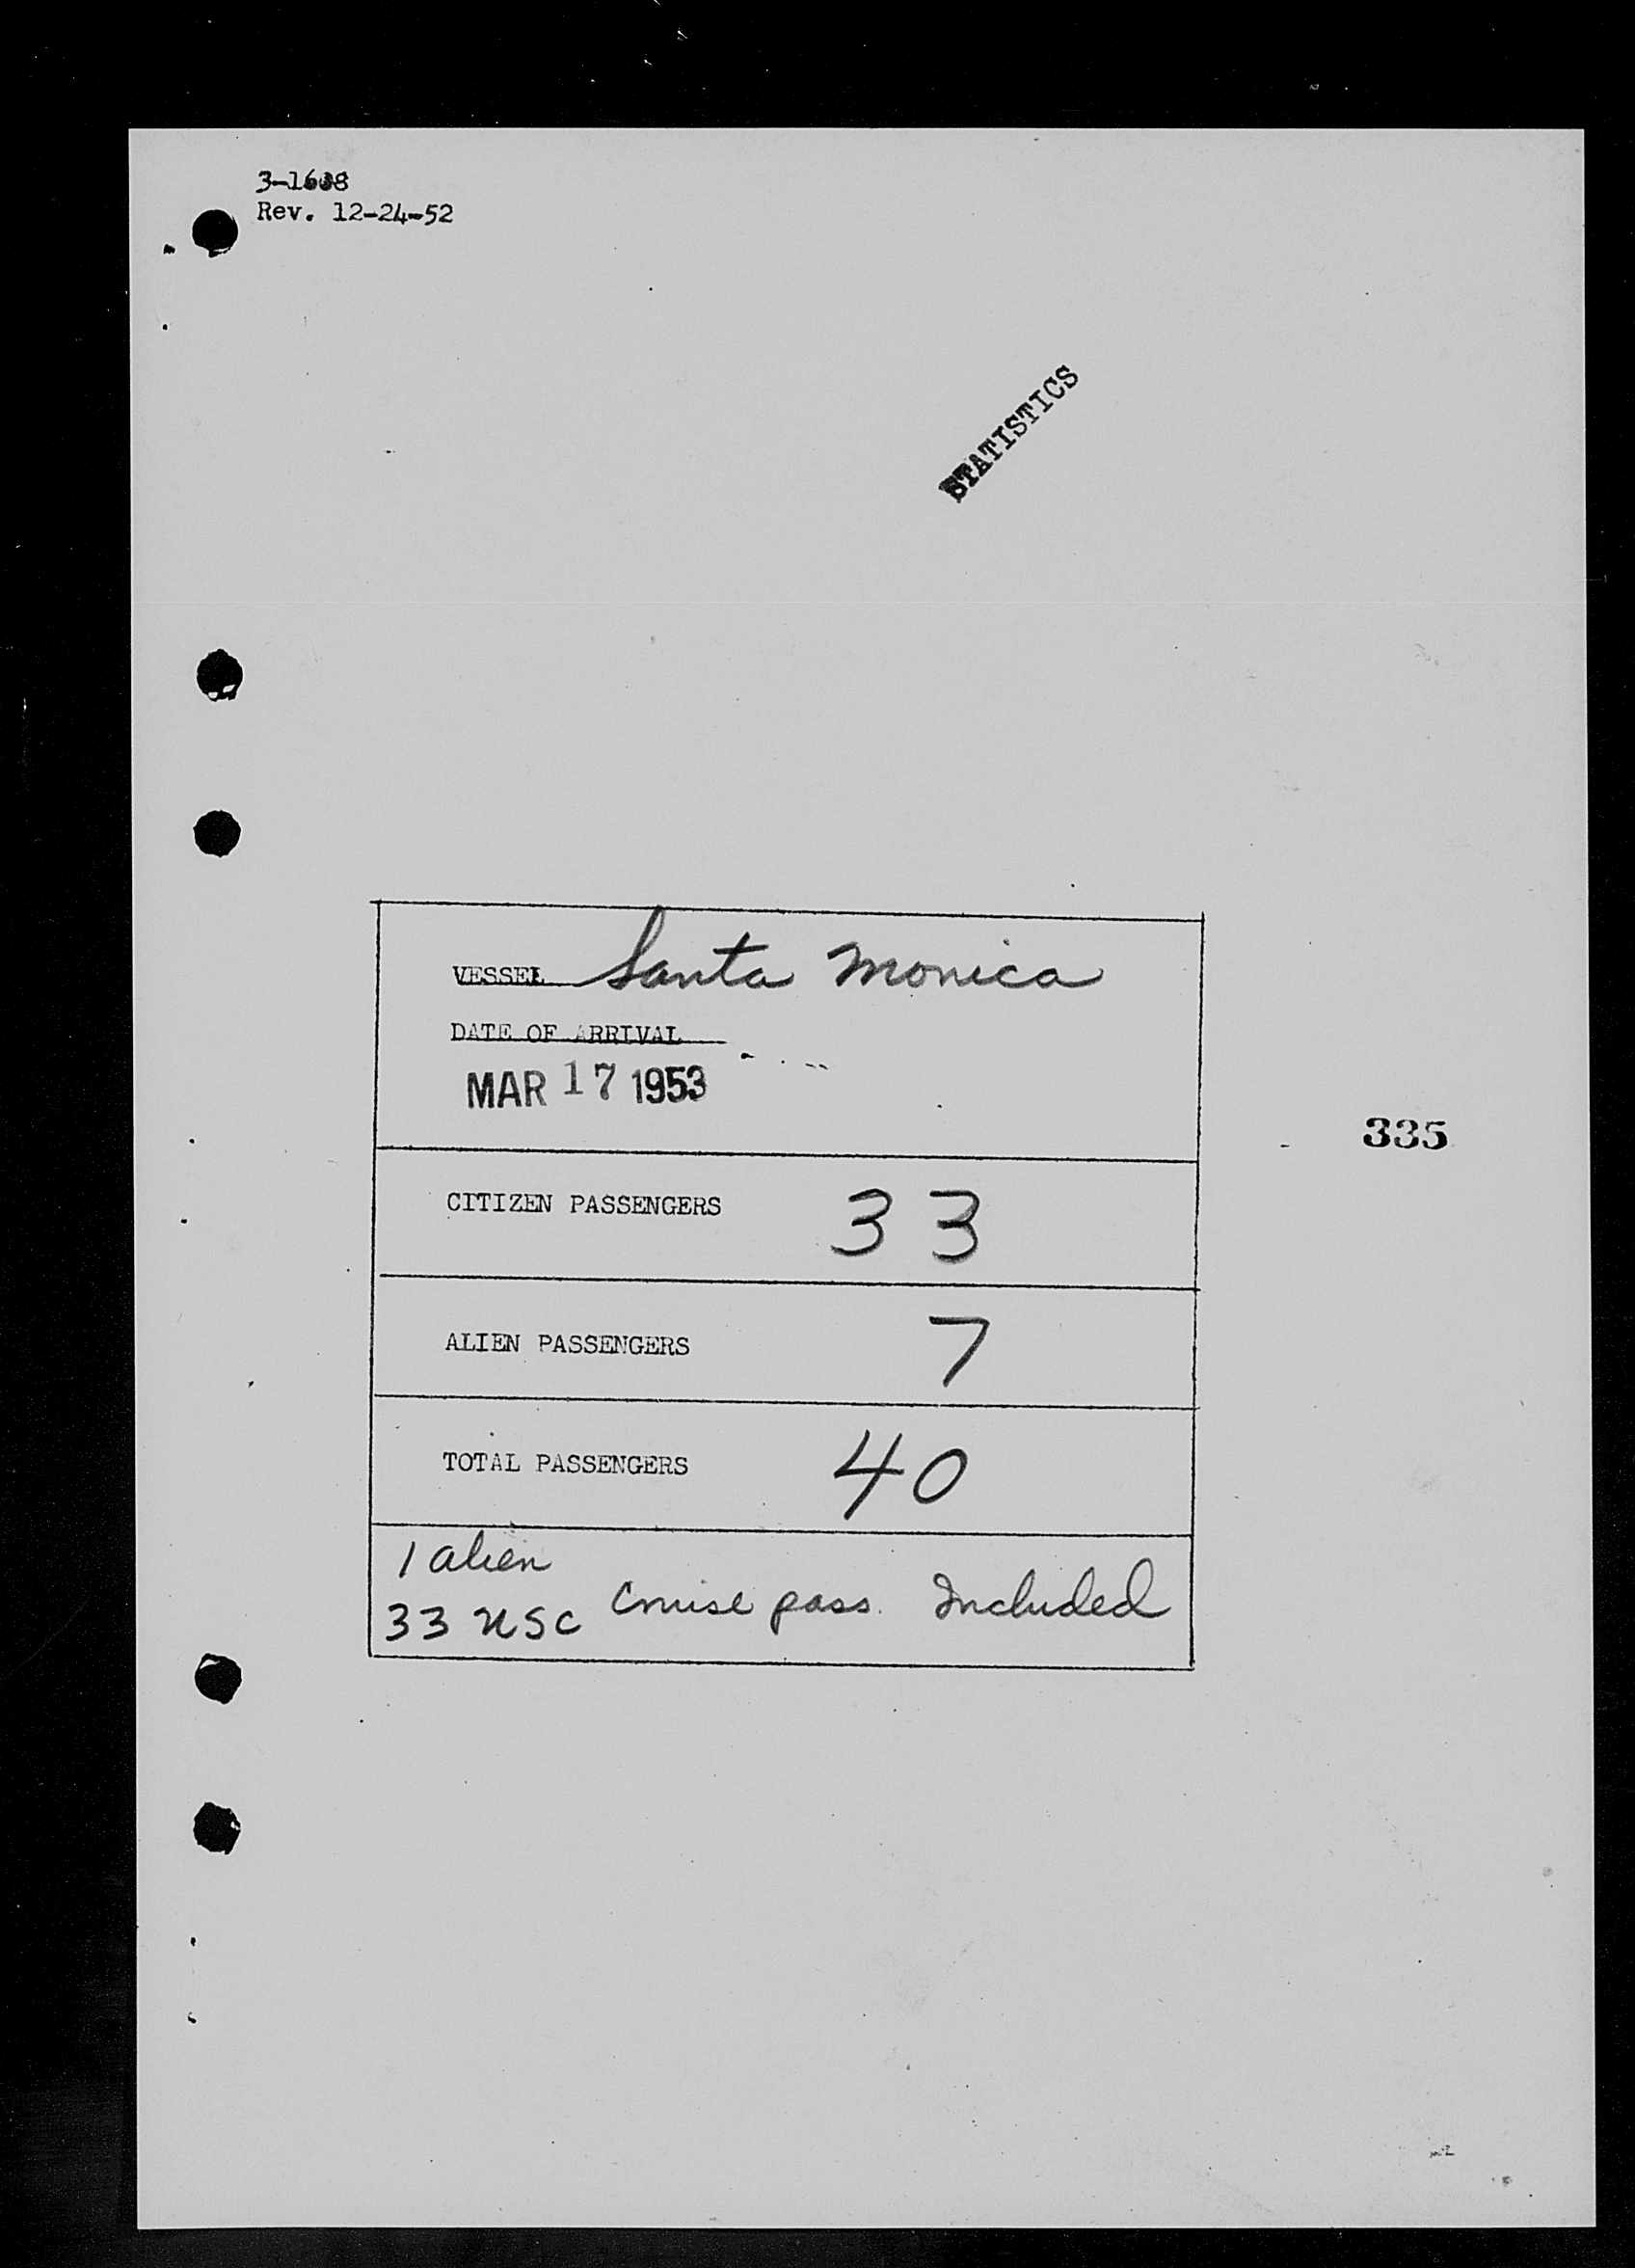 3-1608
Rev. 12-24-52
STATISTICS
VESSEL Santa Monica
DATE OF ARRIVAL
MAR 17 1953
335
CITIZEN PASSENGERS 33
ALIEN PASSENGERS 7
TOTAL PASSENGERS 40
1 alien
33 USC Cruise pass. Included